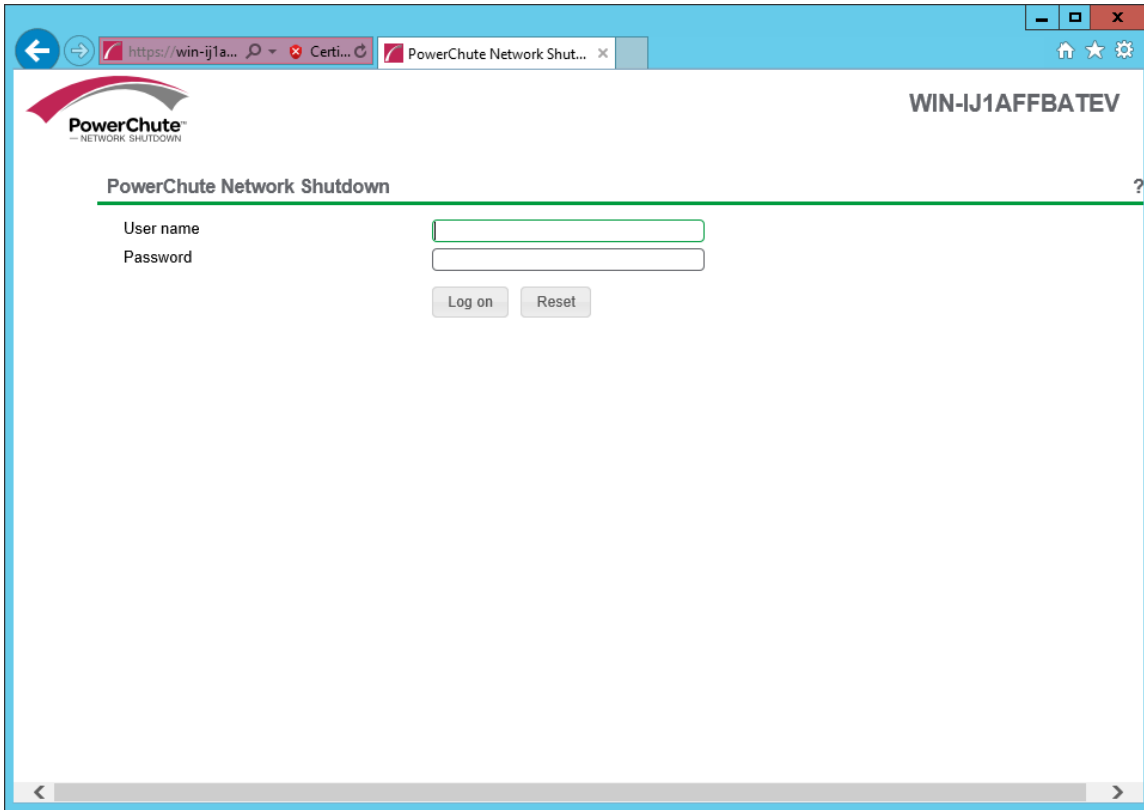 https://win-ij1a... Certi... PowerChute Network Shut...
PowerChute™
NETWORK SHUTDOWN
WIN-IJ1AFFBATEV
PowerChute Network Shutdown ?
User name
Password
Log on Reset